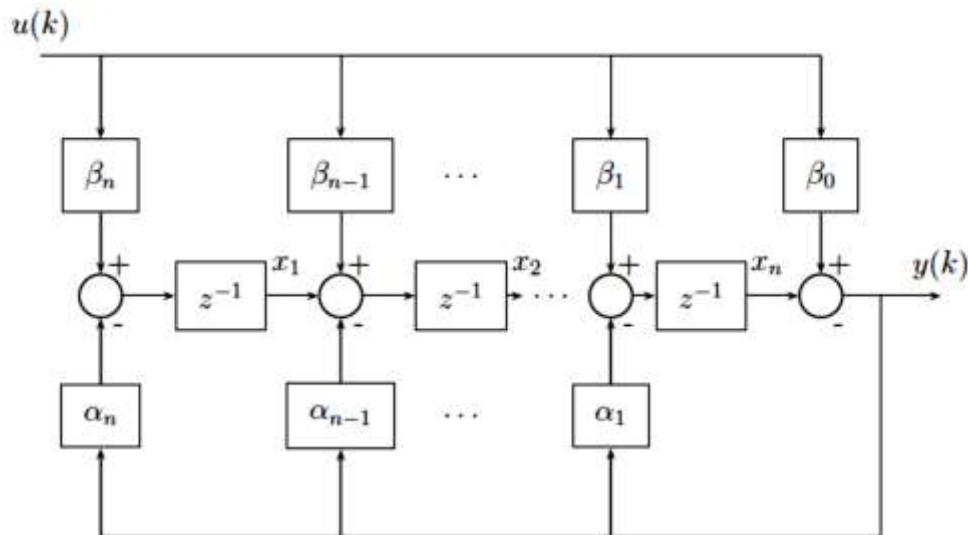 u(k)
βₙ βₙ₋₁ ⋯ β₁ β₀
+ x₁ + x₂ + xₙ + y(k)
z⁻¹ z⁻¹ ⋯ z⁻¹
- - - -
αₙ αₙ₋₁ ⋯ α₁